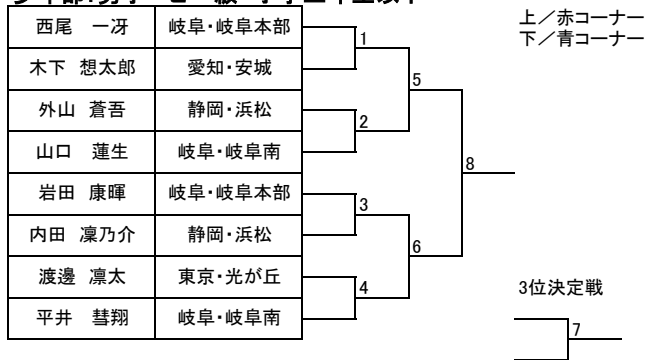 上／赤コーナー
下／青コーナー
西尾　一冴 岐阜・岐阜本部
木下　想太郎 愛知・安城
外山　蒼吾 静岡・浜松
山口　蓮生 岐阜・岐阜南
岩田　康暉 岐阜・岐阜本部
内田　凜乃介 静岡・浜松
渡邊　凛太 東京・光が丘
平井　彗翔 岐阜・岐阜南
1
2
3
4
5
6
8
3位決定戦
7